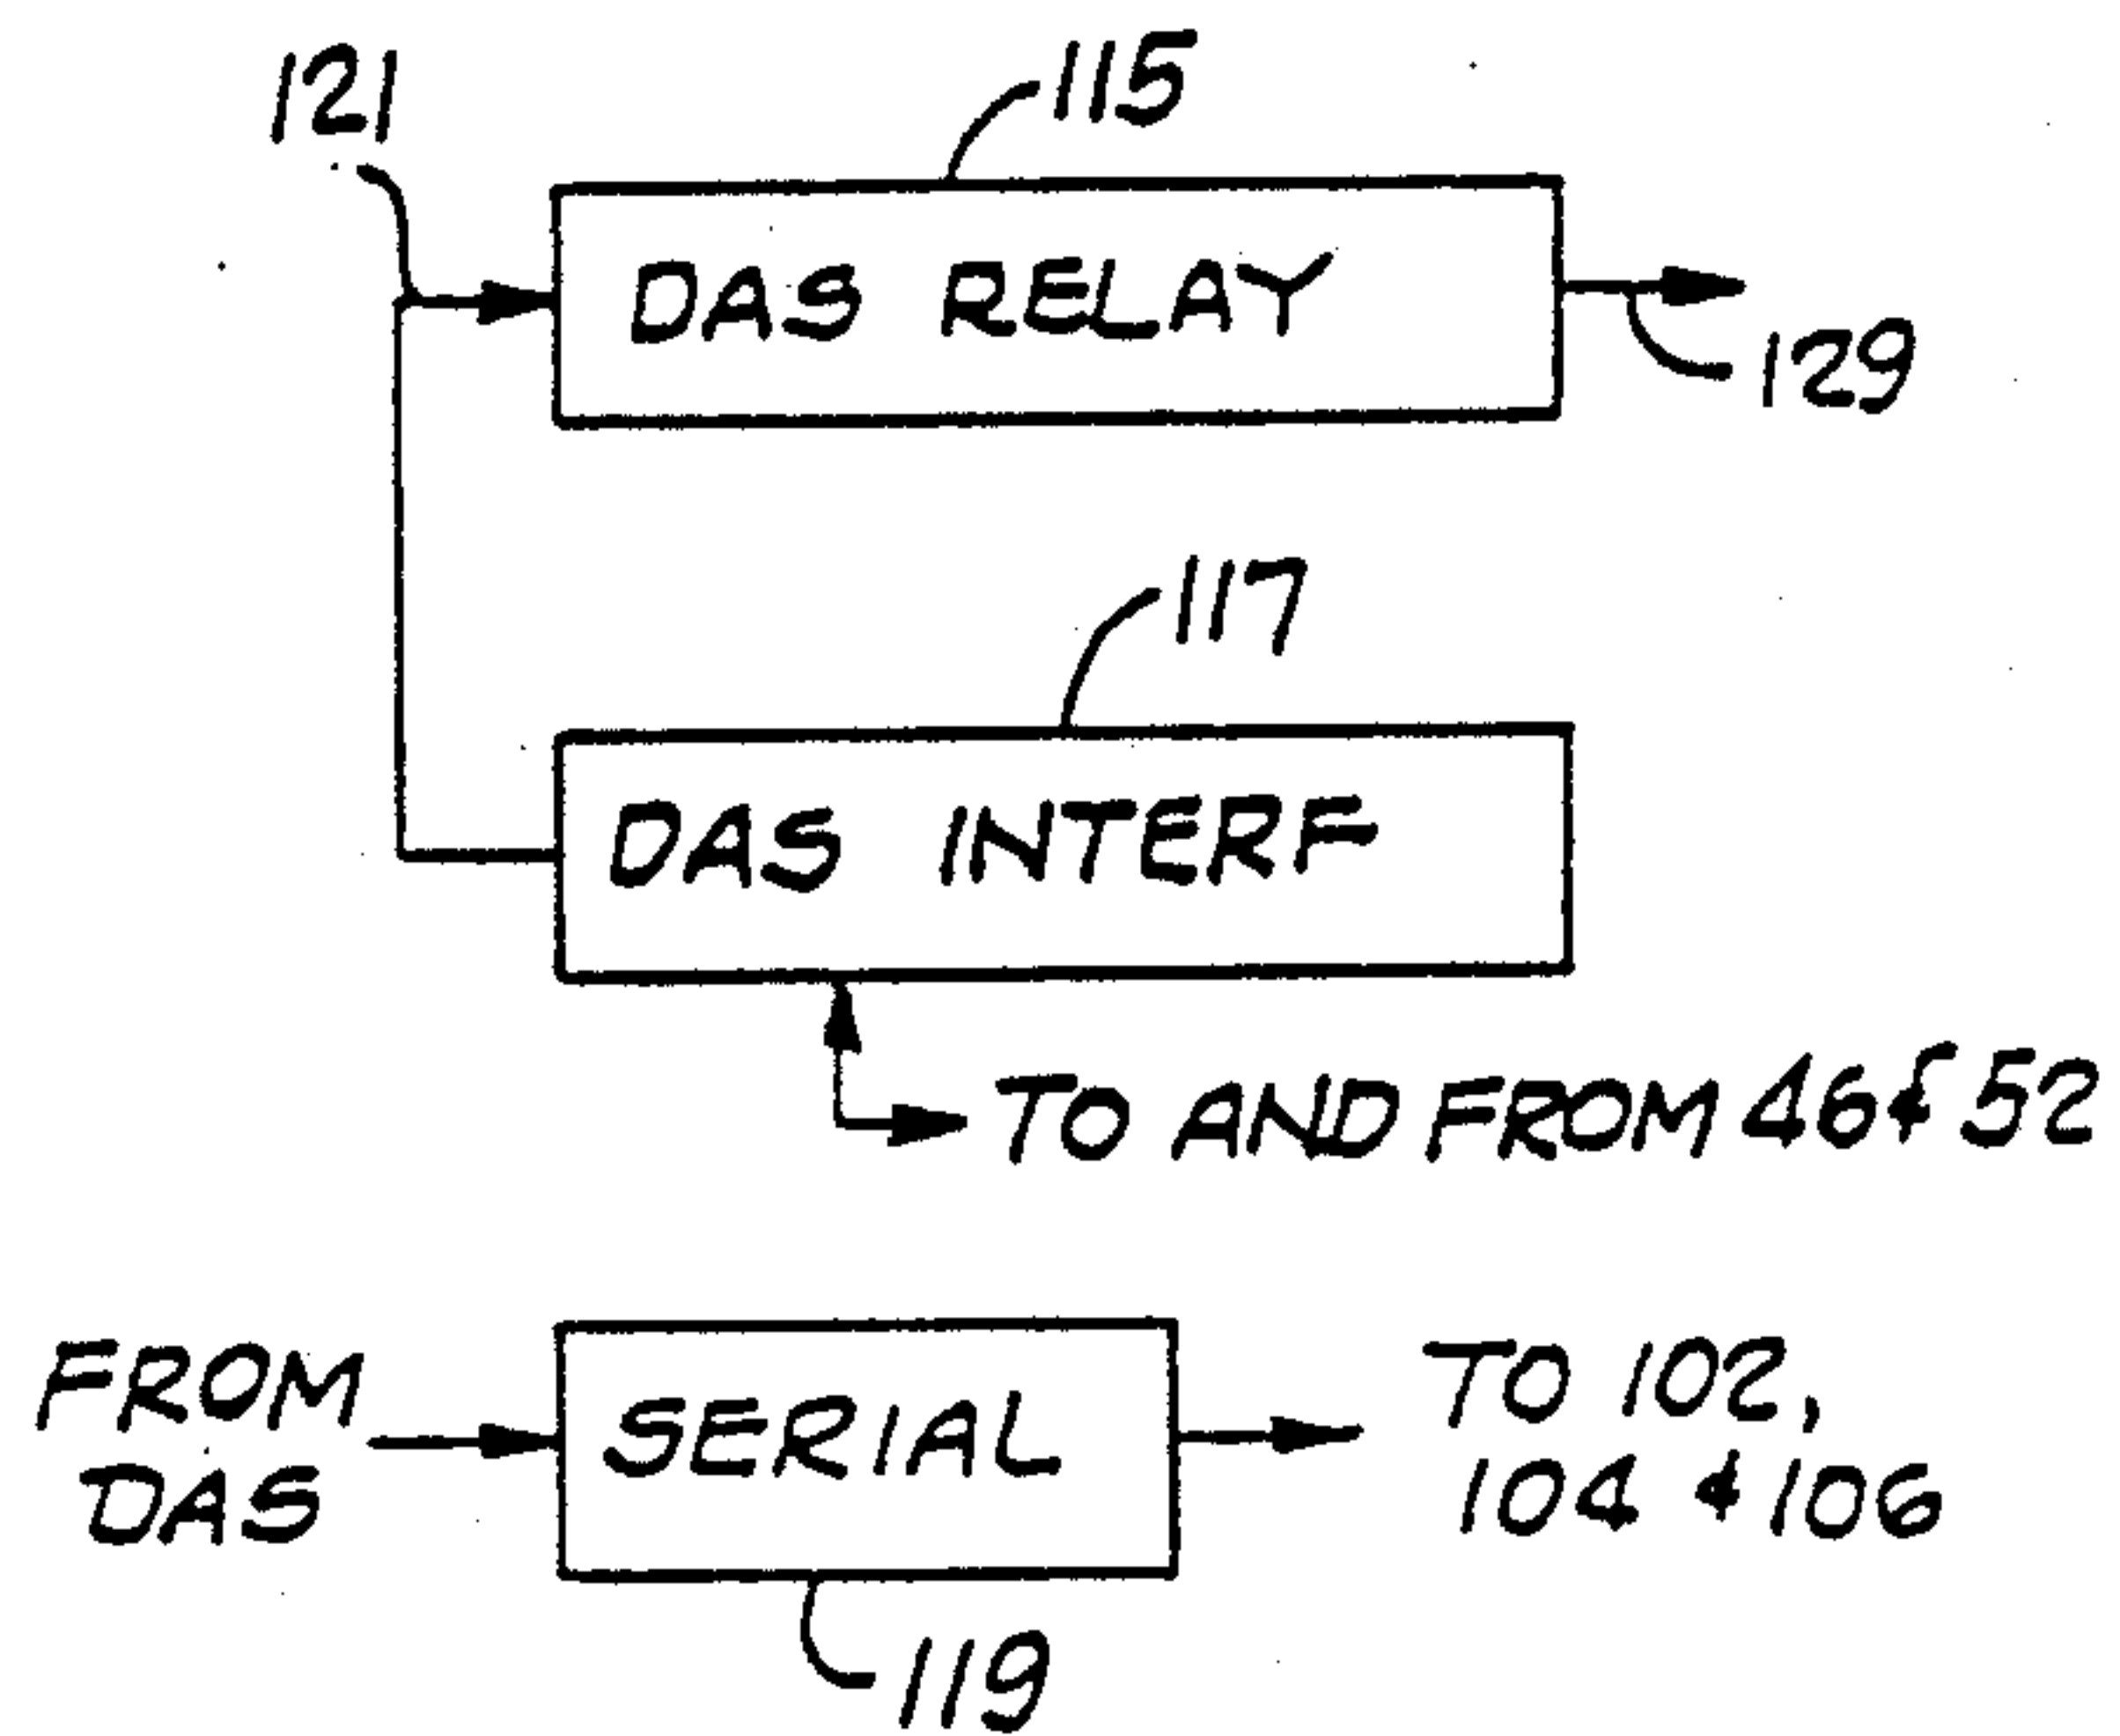 121
115
DAS RELAY
129
117
DAS INTERF
TO AND FROM 46 & 52
FROM
DAS
SERIAL
TO 102,
104 & 106
119